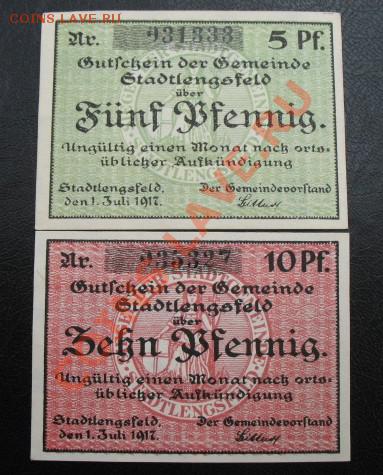 COINS.LAVE.RU
Nr. 931333 5 Pf.
Gutschein der Gemeinde
Stadtlengsfeld
über
Fünf Pfennig.
Ungültig einen Monat nach orts-
üblicher Aufkündigung
Stadtlengsfeld, Der Gemeindevorstand
den 1. Juli 1917.
Nr. 235327 10 Pf.
Gutschein der Gemeinde
Stadtlengsfeld
über
Zehn Pfennig.
Ungültig einen Monat nach orts-
üblicher Aufkündigung
Stadtlengsfeld, Der Gemeindevorstand
den 1. Juli 1917.